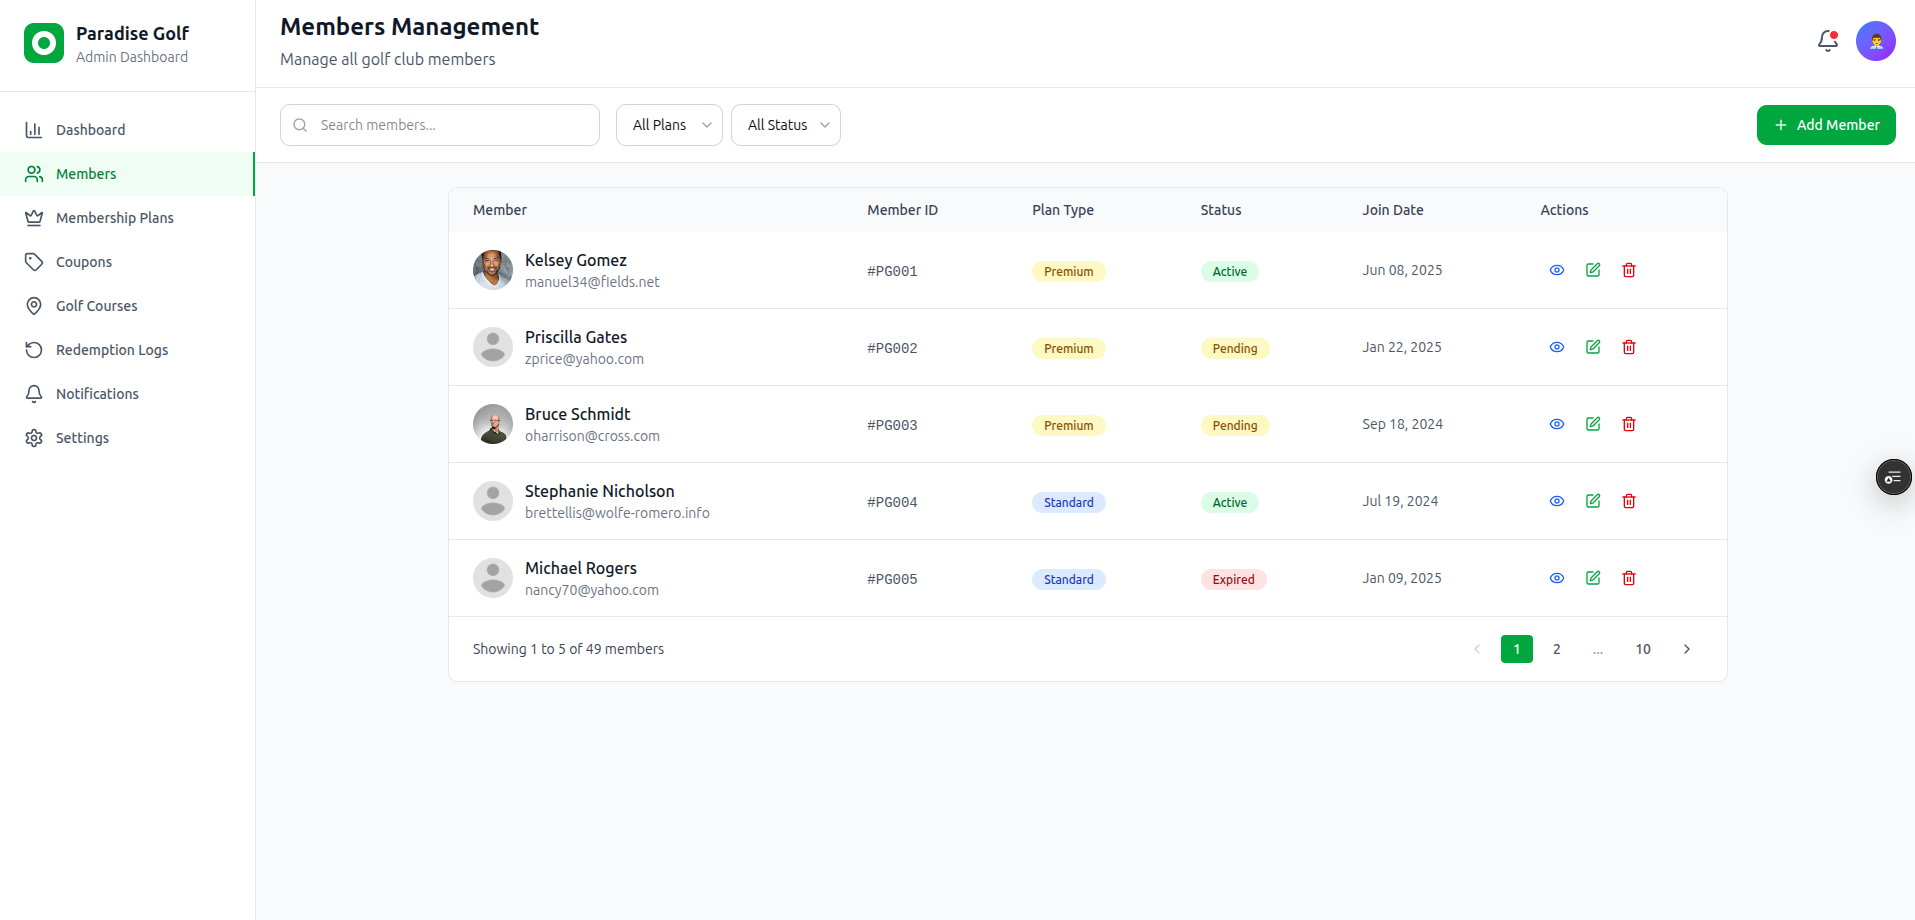 Paradise Golf
Admin Dashboard
Dashboard
Members
Membership Plans
Coupons
Golf Courses
Redemption Logs
Notifications
Settings
Members Management
Manage all golf club members
Search members...
All Plans
All Status
+ Add Member
Member Member ID Plan Type Status Join Date Actions
Kelsey Gomez
manuel34@fields.net
#PG001 Premium Active Jun 08, 2025
Priscilla Gates
zprice@yahoo.com
#PG002 Premium Pending Jan 22, 2025
Bruce Schmidt
oharrison@cross.com
#PG003 Premium Pending Sep 18, 2024
Stephanie Nicholson
brettellis@wolfe-romero.info
#PG004 Standard Active Jul 19, 2024
Michael Rogers
nancy70@yahoo.com
#PG005 Standard Expired Jan 09, 2025
Showing 1 to 5 of 49 members
1 2 ... 10